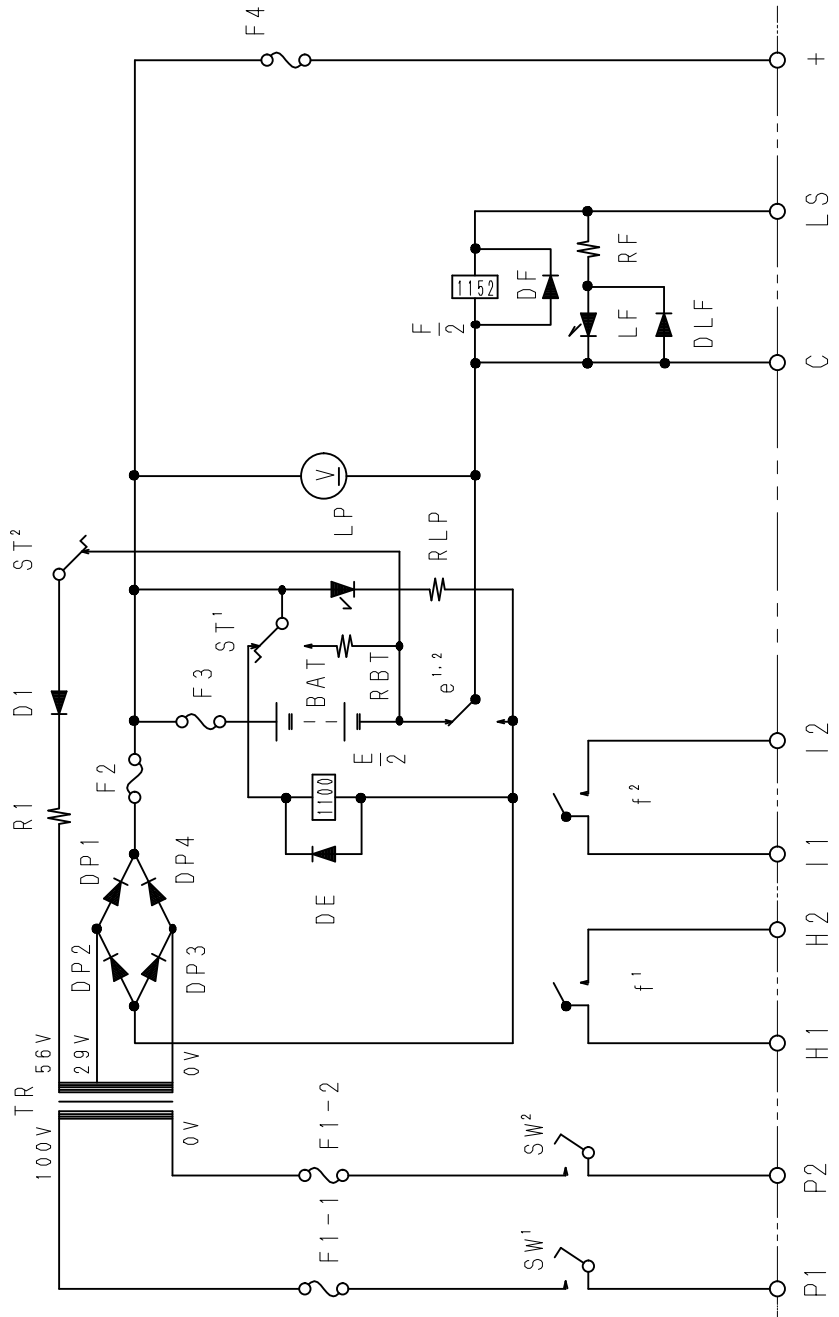 TR
100V
0V
56V
29V
0V
R1
D1
ST²
DP2
DP1
DP3
DP4
F2
F3
F4
ST¹
LP
V
BAT
RBT
RLP
E
2
1100
DE
e¹·²
F
2
1152
DF
LF
RF
DLF
F1-1
F1-2
SW¹
SW²
f¹
f²
P1
P2
H1
H2
I1
I2
C
LS
+